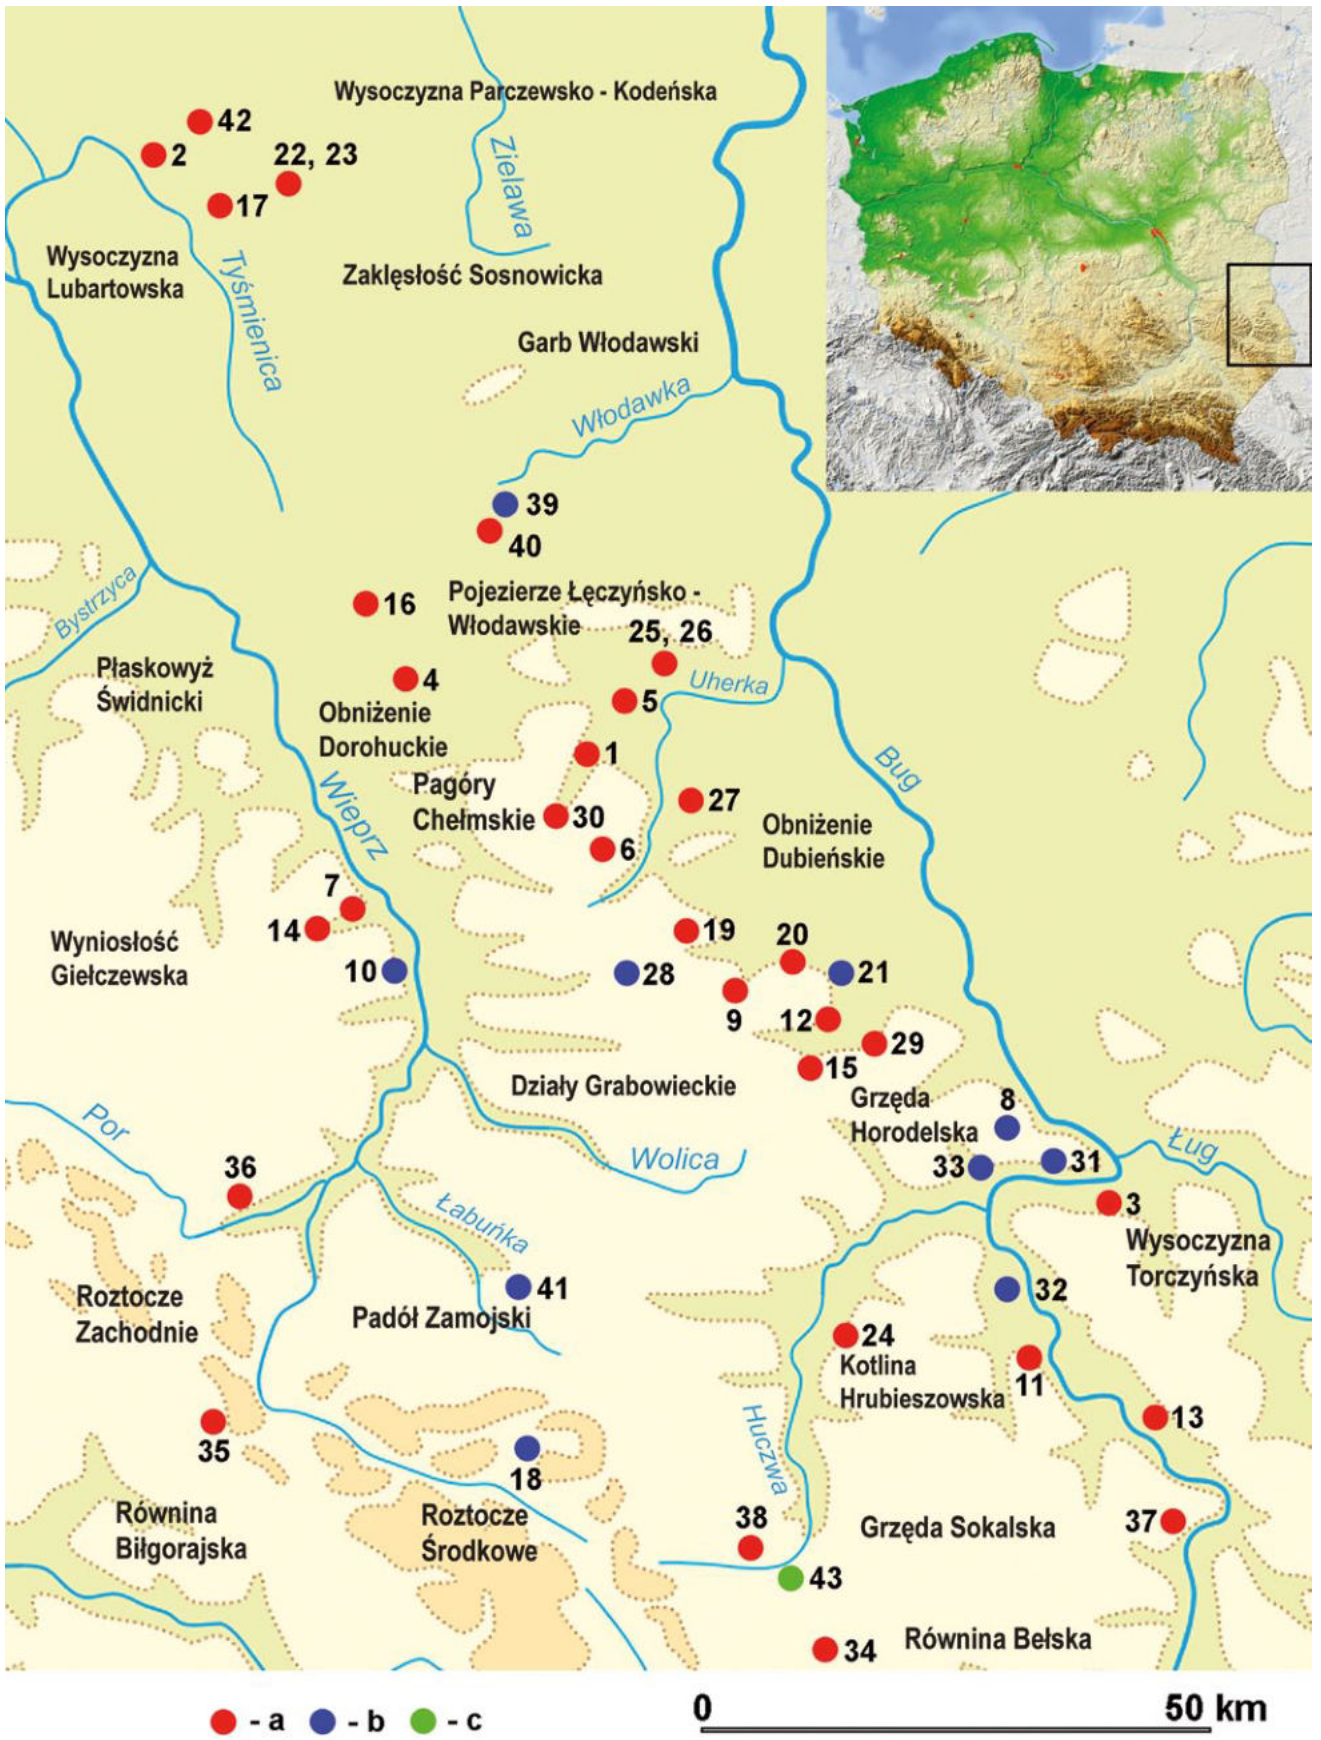 Wysoczyzna Parczewsko - Kodeńska
42
2
22, 23
17
Zielawa
Wysoczyzna
Lubartowska
Tyśmienica
Zaklęsłość Sosnowicka
Garb Włodawski
Włodawka
39
40
Bystrzyca
16
Pojezierze Łęczyńsko -
Włodawskie
25, 26
Płaskowyż
Świdnicki
4
Uherka
5
Obniżenie
Dorohuckie
1
Bug
Pagóry
Chełmskie
Wieprz
27
30
Obniżenie
Dubieńskie
6
7
14
19
20
Wyniosłość
Giełczewska
10
28
21
9
12
29
15
Działy Grabowieckie
Grzęda
Horodelska
8
Por
Wolica
33
31
Ług
36
3
Łabuńka
Wysoczyzna
Torczyńska
41
32
Roztocze
Zachodnie
Padół Zamojski
24
Kotlina
Hrubieszowska
11
35
Huczwa
13
18
Równina
Biłgorajska
Roztocze
Środkowe
38
Grzęda Sokalska
37
43
34
Równina Bełska
- a
- b
- c
0
50 km